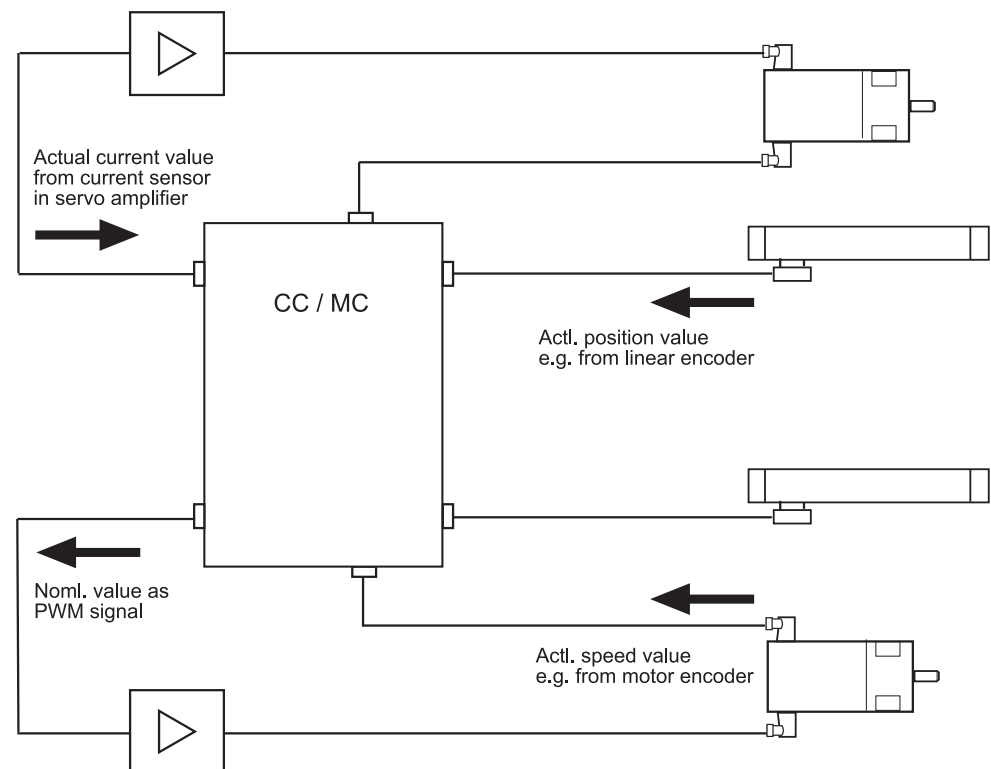 Actual current value
from current sensor
in servo amplifier
CC / MC
Actl. position value
e.g. from linear encoder
Noml. value as
PWM signal
Actl. speed value
e.g. from motor encoder